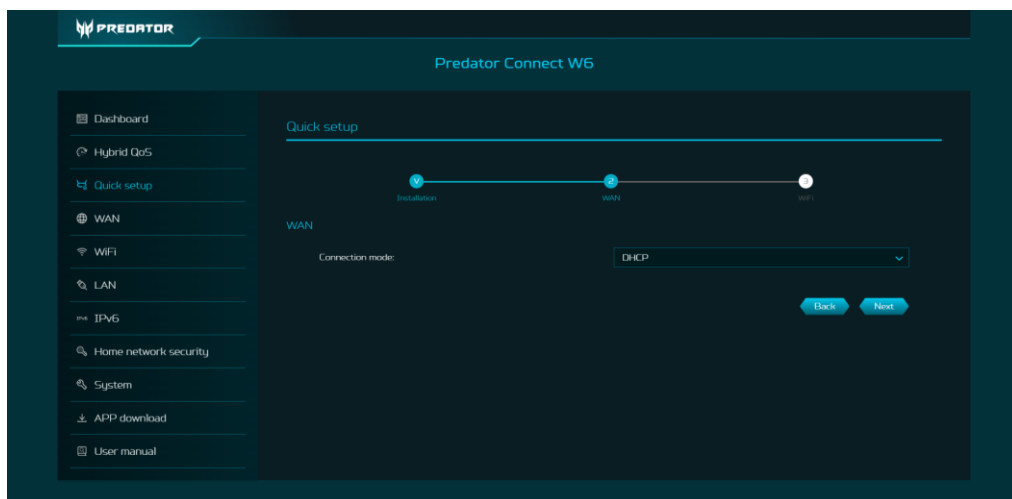 PREDATOR
Predator Connect W6
Dashboard
Hybrid QoS
Quick setup
WAN
WiFi
LAN
IPv6 IPv6
Home network security
System
APP download
User manual
Quick setup
V
2
3
Installation
WAN
WiFi
WAN
Connection mode:
DHCP
Back
Next